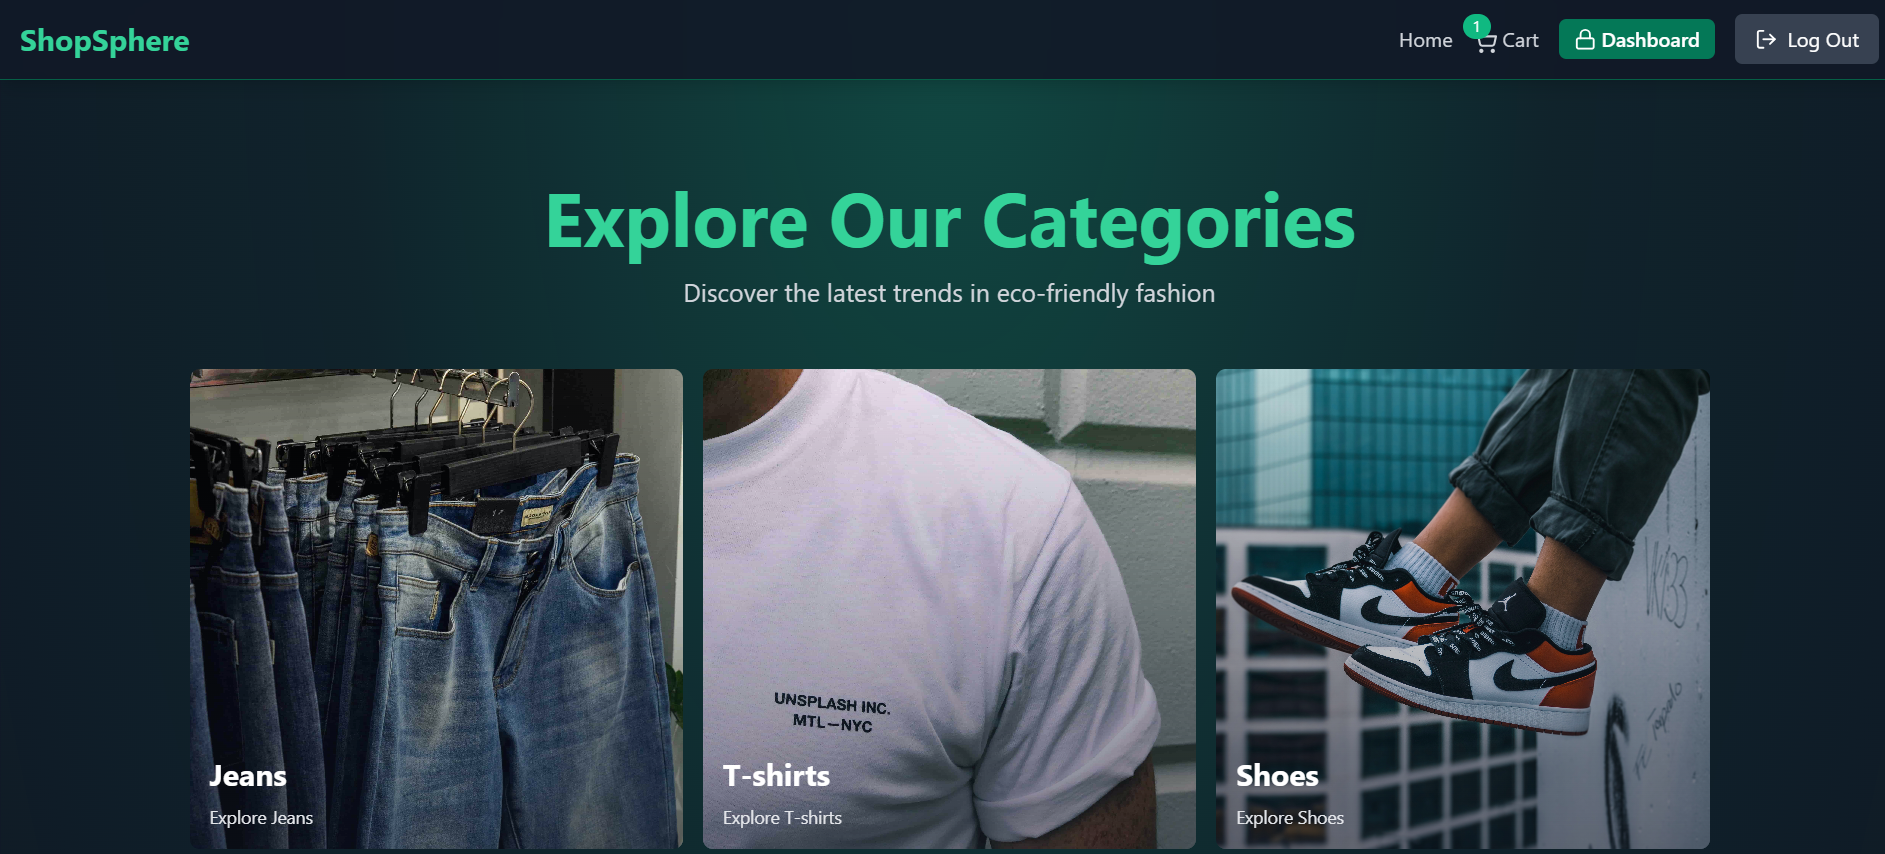 ShopSphere
Home
1
Cart
Dashboard
Log Out
Explore Our Categories
Discover the latest trends in eco-friendly fashion
UNSPLASH INC.
MTL—NYC
Jeans
Explore Jeans
T-shirts
Explore T-shirts
Shoes
Explore Shoes